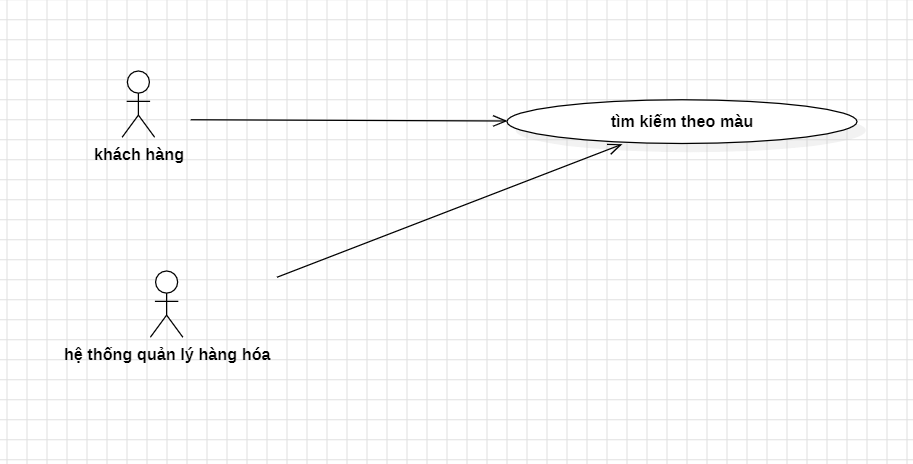 tìm kiếm theo màu
khách hàng
hệ thống quản lý hàng hóa